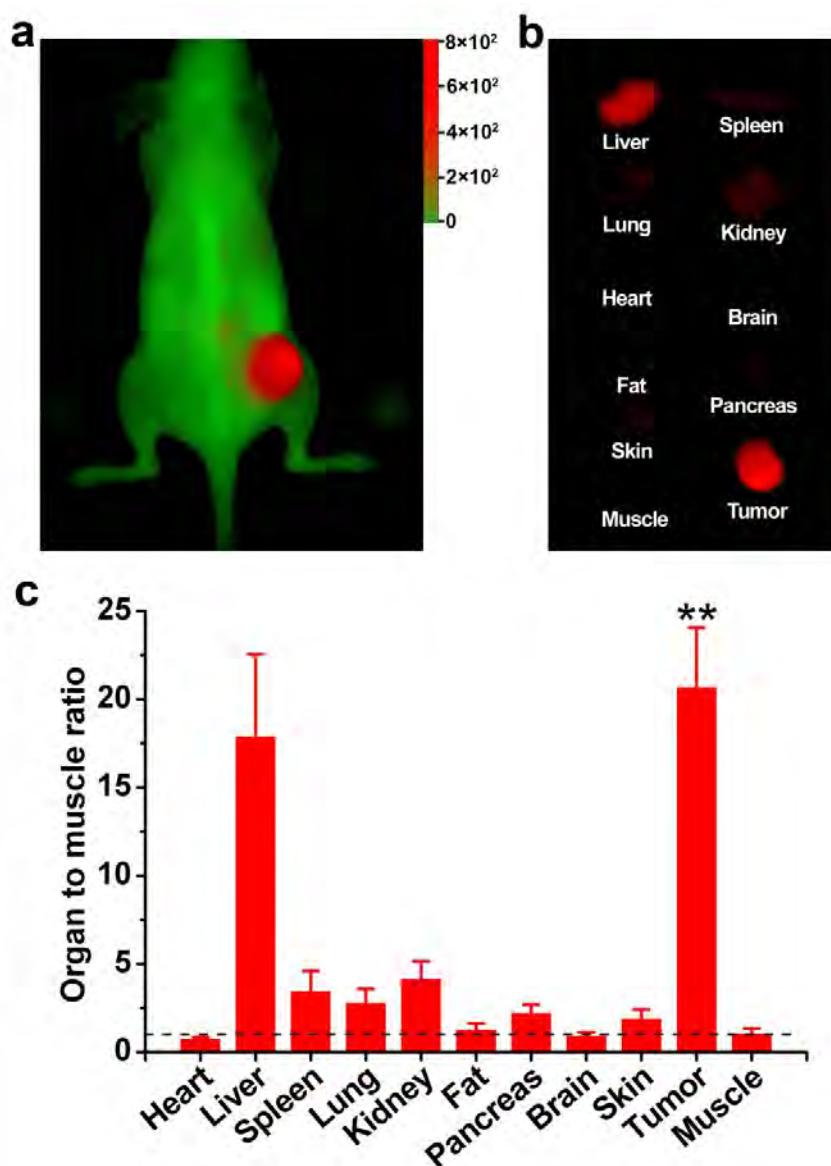 a
8×10²
6×10²
4×10²
2×10²
0
b
Liver
Spleen
Lung
Kidney
Heart
Brain
Fat
Pancreas
Skin
Tumor
Muscle
c
Organ to muscle ratio
25
20
15
10
5
0
**
Heart
Liver
Spleen
Lung
Kidney
Fat
Pancreas
Brain
Skin
Tumor
Muscle